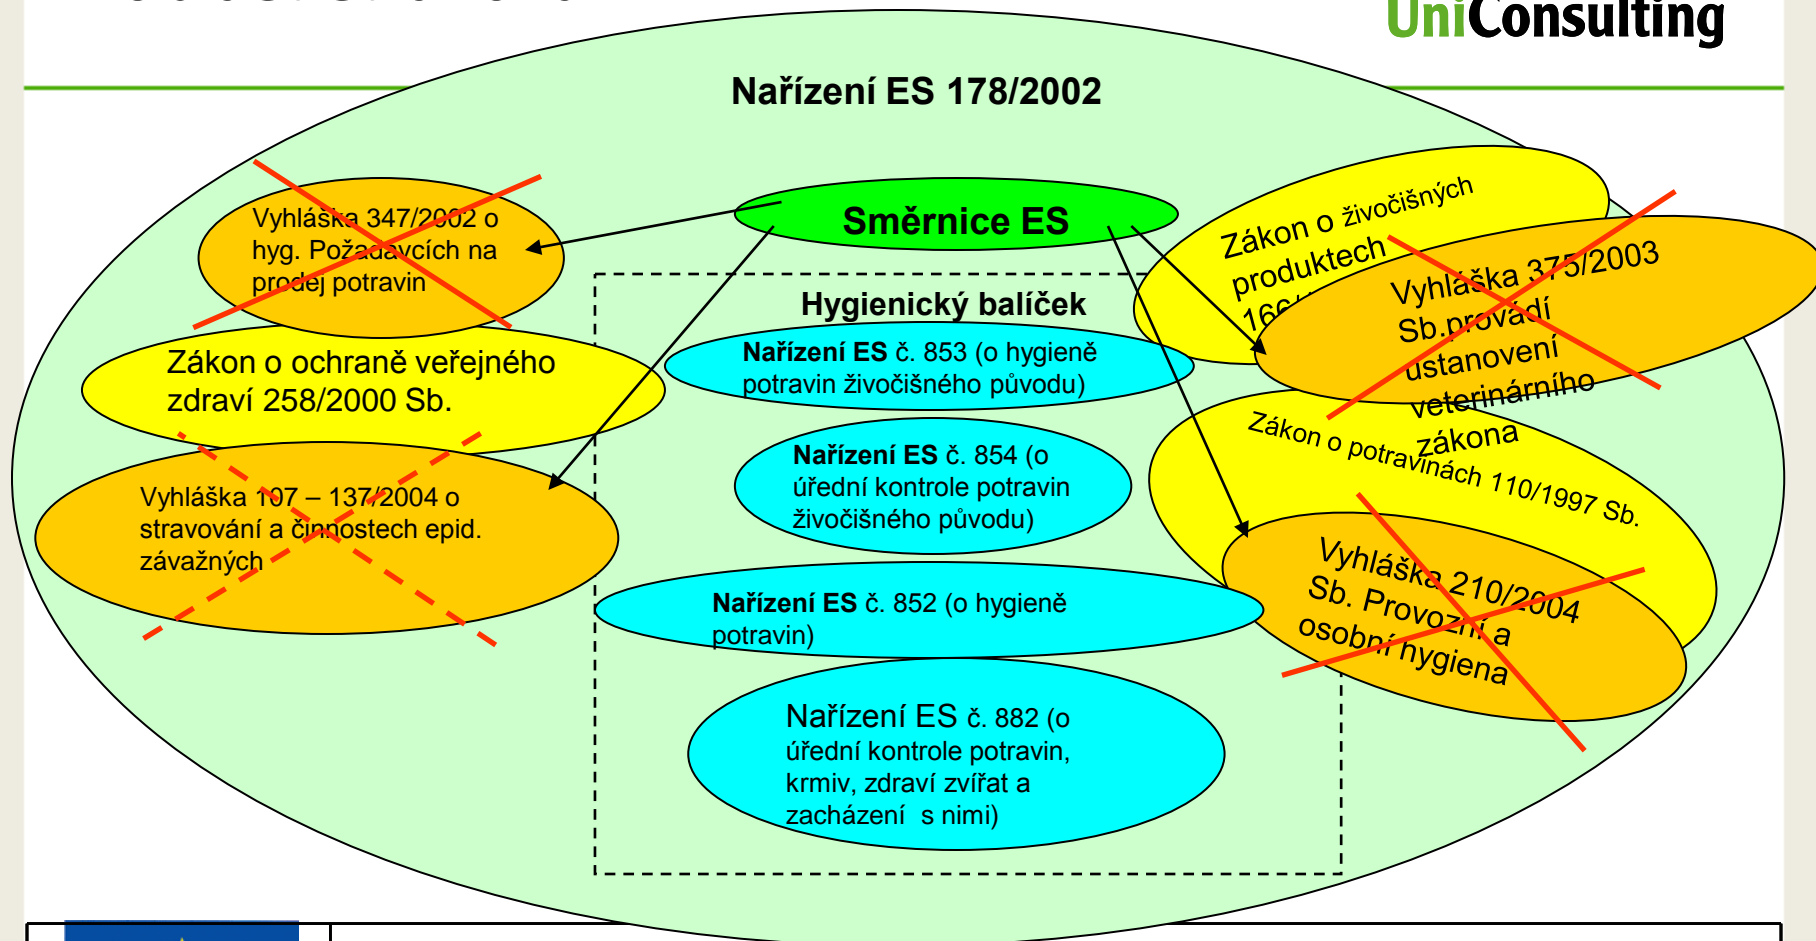 UniConsulting
Nařízení ES 178/2002
Vyhláška 347/2002 o
hyg. Požadavcích na
prodej potravin
Směrnice ES
Zákon o živočišných
produktech
Vyhláška 375/2003
Sb.provádí
ustanovení
veterinárního
zákona
Hygienický balíček
Nařízení ES č. 853 (o hygieně
potravin živočišného původu)
Zákon o ochraně veřejného
zdraví 258/2000 Sb.
Zákon o potravinách 110/1997 Sb.
Nařízení ES č. 854 (o
úřední kontrole potravin
živočišného původu)
Vyhláška 107 – 137/2004 o
stravování a činnostech epid.
závažných
Vyhláška 210/2004
Sb. Provozní a
osobní hygiena
Nařízení ES č. 852 (o hygieně
potravin)
Nařízení ES č. 882 (o
úřední kontrole potravin,
krmiv, zdraví zvířat a
zacházení s nimi)